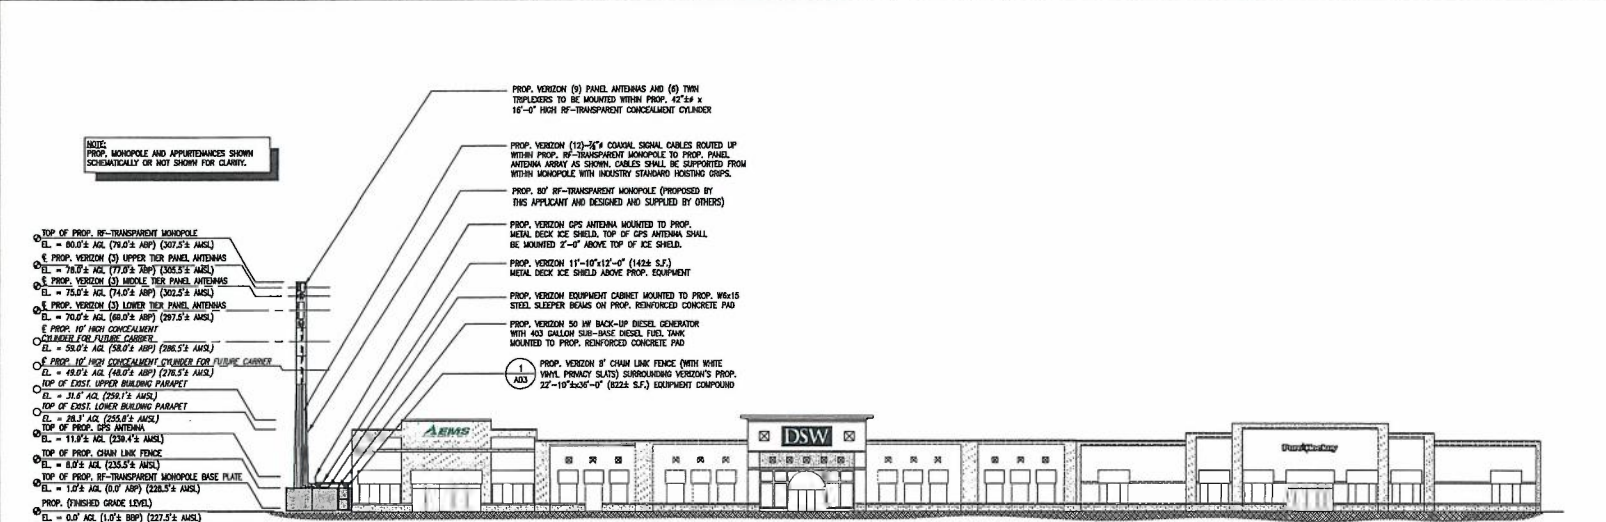 NOTE:
PROP. MONOPOLE AND APPURTENANCES SHOWN
SCHEMATICALLY OR NOT SHOWN FOR CLARITY.
TOP OF PROP. RF-TRANSPARENT MONOPOLE
EL. = 80.0'± AGL (79.0'± ABP) (307.5'± AMSL)
℄ PROP. VERIZON (3) UPPER TIER PANEL ANTENNAS
EL. = 78.0'± AGL (77.0'± ABP) (305.5'± AMSL)
℄ PROP. VERIZON (3) MIDDLE TIER PANEL ANTENNAS
EL. = 75.0'± AGL (74.0'± ABP) (302.5'± AMSL)
℄ PROP. VERIZON (3) LOWER TIER PANEL ANTENNAS
EL. = 70.0'± AGL (69.0'± ABP) (297.5'± AMSL)
℄ PROP. 10' HIGH CONCEALMENT
CYLINDER FOR FUTURE CARRIER
EL. = 59.0'± AGL (58.0'± ABP) (286.5'± AMSL)
℄ PROP. 10' HIGH CONCEALMENT CYLINDER FOR FUTURE CARRIER
EL. = 49.0'± AGL (48.0'± ABP) (276.5'± AMSL)
TOP OF EXIST. UPPER BUILDING PARAPET
EL. = 31.6' AGL (259.1'± AMSL)
TOP OF EXIST. LOWER BUILDING PARAPET
EL. = 28.3' AGL (255.8'± AMSL)
TOP OF PROP. GPS ANTENNA
EL. = 11.9'± AGL (239.4'± AMSL)
TOP OF PROP. CHAIN LINK FENCE
EL. = 8.0'± AGL (235.5'± AMSL)
TOP OF PROP. RF-TRANSPARENT MONOPOLE BASE PLATE
EL. = 1.0'± AGL (0.0' ABP) (228.5'± AMSL)
PROP. (FINISHED GRADE LEVEL)
EL. = 0.0' AGL (1.0'± BBP) (227.5'± AMSL)
PROP. VERIZON (9) PANEL ANTENNAS AND (6) TWIN
TRIPLEXERS TO BE MOUNTED WITHIN PROP. 42"±ø x
16'-0" HIGH RF-TRANSPARENT CONCEALMENT CYLINDER
PROP. VERIZON (12)-⅞"ø COAXIAL SIGNAL CABLES ROUTED UP
WITHIN PROP. RF-TRANSPARENT MONOPOLE TO PROP. PANEL
ANTENNA ARRAY AS SHOWN. CABLES SHALL BE SUPPORTED FROM
WITHIN MONOPOLE WITH INDUSTRY STANDARD HOISTING GRIPS.
PROP. 80' RF-TRANSPARENT MONOPOLE (PROPOSED BY
THIS APPLICANT AND DESIGNED AND SUPPLIED BY OTHERS)
PROP. VERIZON GPS ANTENNA MOUNTED TO PROP.
METAL DECK ICE SHIELD. TOP OF GPS ANTENNA SHALL
BE MOUNTED 2'-0" ABOVE TOP OF ICE SHIELD.
PROP. VERIZON 11'-10"x12'-0" (142± S.F.)
METAL DECK ICE SHIELD ABOVE PROP. EQUIPMENT
PROP. VERIZON EQUIPMENT CABINET MOUNTED TO PROP. W6x15
STEEL SLEEPER BEAMS ON PROP. REINFORCED CONCRETE PAD
PROP. VERIZON 50 kW BACK-UP DIESEL GENERATOR
WITH 403 GALLON SUB-BASE DIESEL FUEL TANK
MOUNTED TO PROP. REINFORCED CONCRETE PAD
1
A03
PROP. VERIZON 8' CHAIN LINK FENCE (WITH WHITE
VINYL PRIVACY SLATS) SURROUNDING VERIZON'S PROP.
22'-10"±x36'-0" (822± S.F.) EQUIPMENT COMPOUND
EMS
DSW
PureHockey